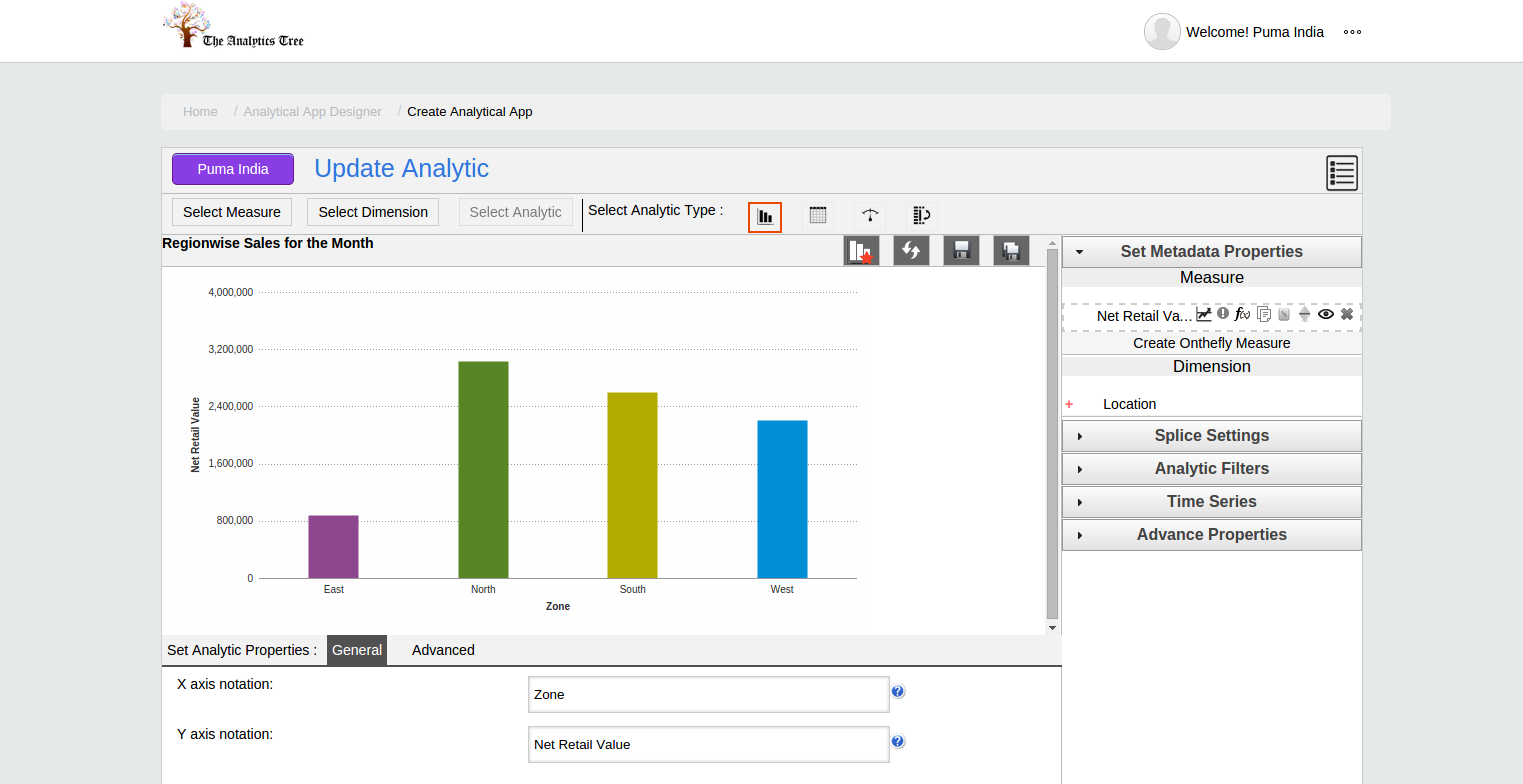 The Analytics Tree
Welcome! Puma India
Home / Analytical App Designer / Create Analytical App
Puma India
Update Analytic
Select Measure
Select Dimension
Select Analytic
Select Analytic Type :
Regionwise Sales for the Month
4,000,000
3,200,000
2,400,000
1,600,000
800,000
0
Net Retail Value
East
North
South
West
Zone
Set Metadata Properties
Measure
Net Retail Va...
f(x)
Create Onthefly Measure
Dimension
+ Location
Splice Settings
Analytic Filters
Time Series
Advance Properties
Set Analytic Properties :
General
Advanced
X axis notation:
Zone
?
Y axis notation:
Net Retail Value
?